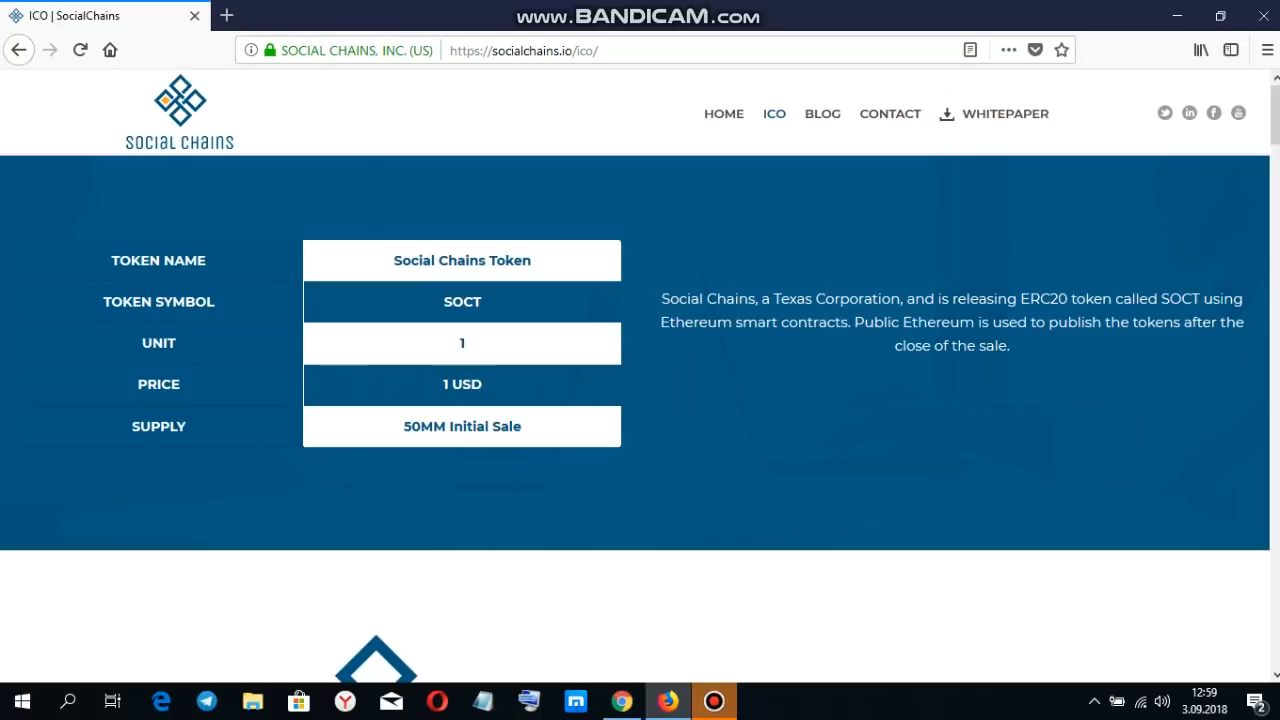 ICO | SocialChains
www.BANDICAM.com
SOCIAL CHAINS, INC. (US)
https://socialchains.io/ico/
SOCIAL CHAINS
HOME
ICO
BLOG
CONTACT
WHITEPAPER
TOKEN NAME
Social Chains Token
TOKEN SYMBOL
SOCT
UNIT
1
PRICE
1 USD
SUPPLY
50MM Initial Sale
Social Chains, a Texas Corporation, and is releasing ERC20 token called SOCT using
Ethereum smart contracts. Public Ethereum is used to publish the tokens after the
close of the sale.
12:59
3.09.2018
2